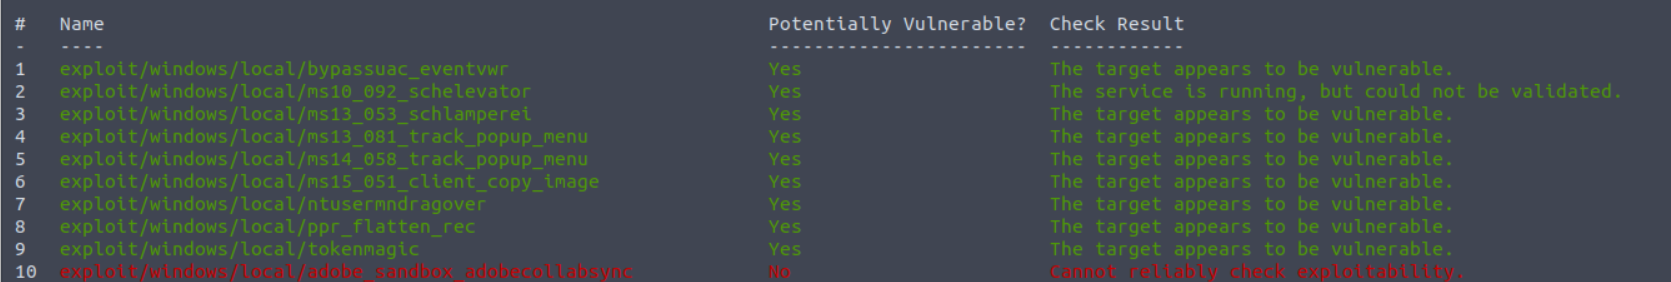 # Name Potentially Vulnerable? Check Result
- ---- ----------------------- ------------
1 exploit/windows/local/bypassuac_eventvwr Yes The target appears to be vulnerable.
2 exploit/windows/local/ms10_092_schelevator Yes The service is running, but could not be validated.
3 exploit/windows/local/ms13_053_schlamperei Yes The target appears to be vulnerable.
4 exploit/windows/local/ms13_081_track_popup_menu Yes The target appears to be vulnerable.
5 exploit/windows/local/ms14_058_track_popup_menu Yes The target appears to be vulnerable.
6 exploit/windows/local/ms15_051_client_copy_image Yes The target appears to be vulnerable.
7 exploit/windows/local/ntusermndragover Yes The target appears to be vulnerable.
8 exploit/windows/local/ppr_flatten_rec Yes The target appears to be vulnerable.
9 exploit/windows/local/tokenmagic Yes The target appears to be vulnerable.
10 exploit/windows/local/adobe_sandbox_adobecollabsync No Cannot reliably check exploitability.